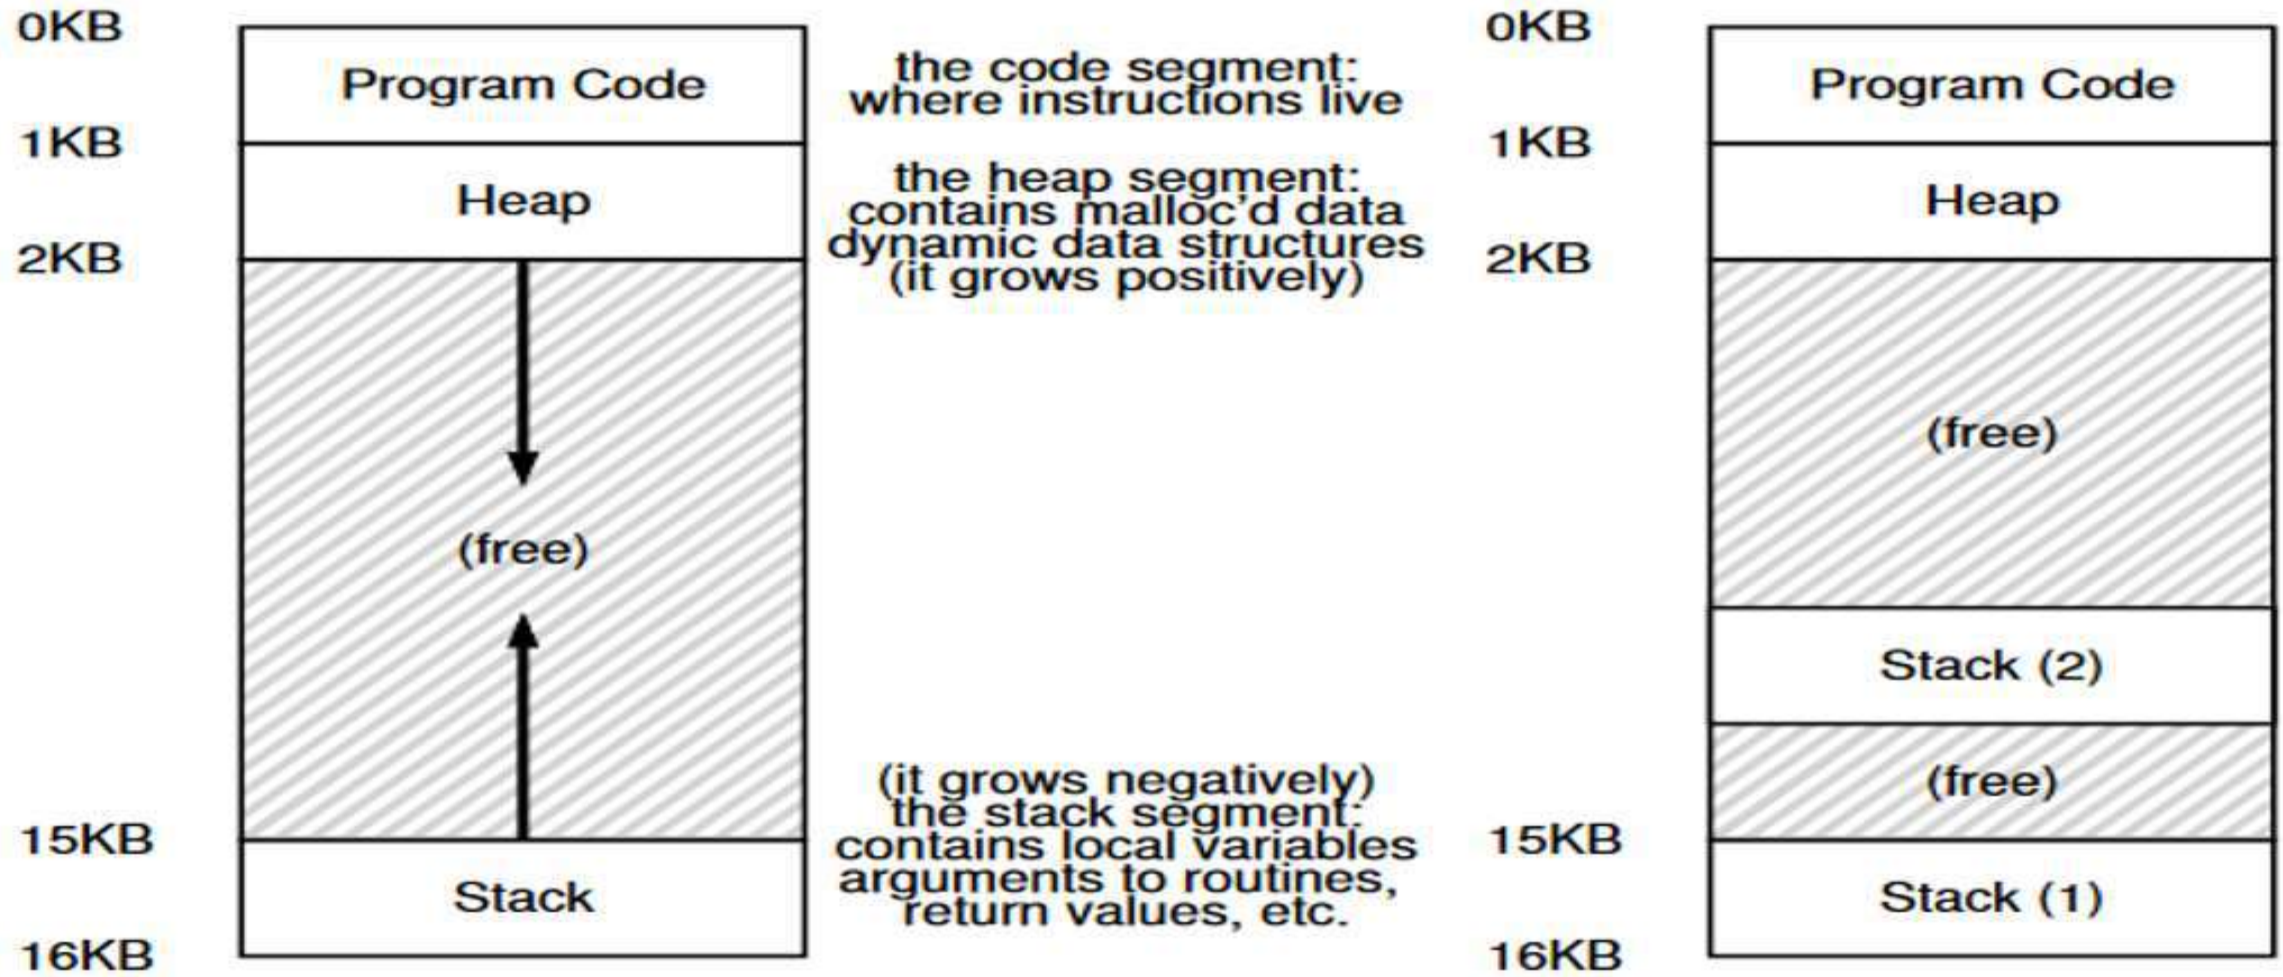 0KB
Program Code
1KB
Heap
2KB
(free)
15KB
Stack
16KB
the code segment:
where instructions live
the heap segment:
contains malloc'd data
dynamic data structures
(it grows positively)
(it grows negatively)
the stack segment:
contains local variables
arguments to routines,
return values, etc.
0KB
Program Code
1KB
Heap
2KB
(free)
Stack (2)
(free)
15KB
Stack (1)
16KB